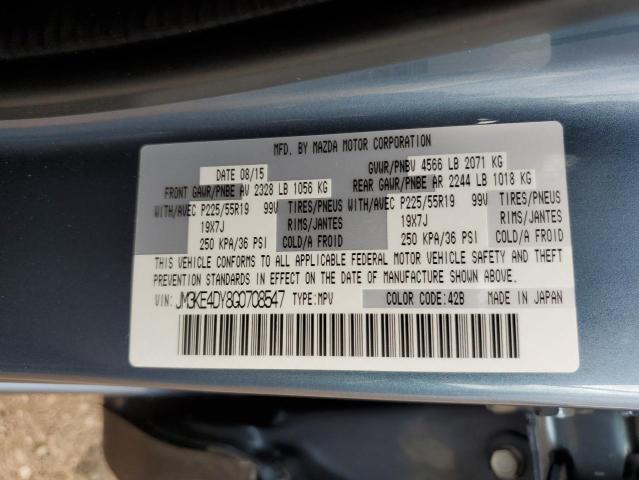 MFD. BY MAZDA MOTOR CORPORATION
DATE 08/15 GVWR/PNBV 4566 LB 2071 KG
FRONT GAWR/PNBE AV 2328 LB 1056 KG REAR GAWR/PNBE AR 2244 LB 1018 KG
WITH/AVEC P225/55R19 99V TIRES/PNEUS WITH/AVEC P225/55R19 99V TIRES/PNEUS
19X7J RIMS/JANTES 19X7J RIMS/JANTES
250 KPA/36 PSI COLD/A FROID 250 KPA/36 PSI COLD/A FROID
THIS VEHICLE CONFORMS TO ALL APPLICABLE FEDERAL MOTOR VEHICLE SAFETY AND THEFT
PREVENTION STANDARDS IN EFFECT ON THE DATE OF MANUFACTURE SHOWN ABOVE.
VIN: JM3KE4DY8G0708547 TYPE:MPV COLOR CODE:42B MADE IN JAPAN